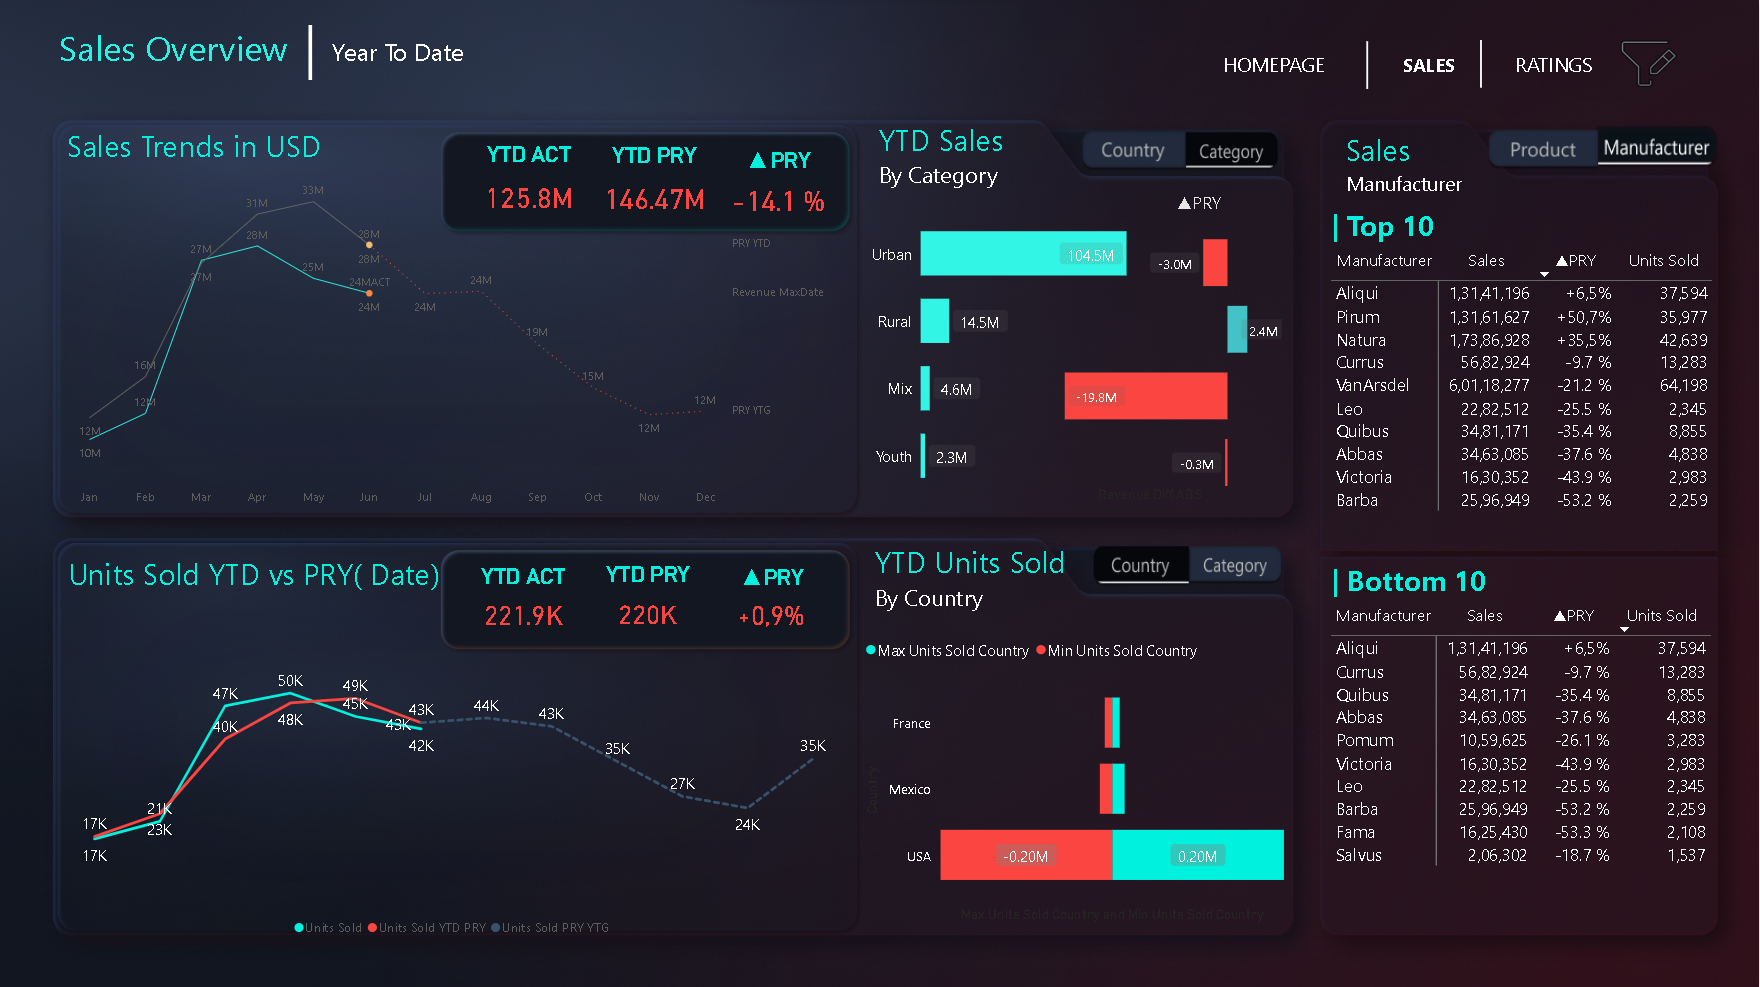 Sales Overview
Year To Date
HOMEPAGE
SALES
RATINGS
Sales Trends in USD
YTD ACT YTD PRY ▲PRY
125.8M 146.47M -14.1 %
33M
31M
28M
28M
27M
28M
25M
27M
24MACT
24M
24M
24M
19M
16M
15M
12M
12M
12M
12M
10M
PRY YTD
Revenue MaxDate
PRY YTG
Jan Feb Mar Apr May Jun Jul Aug Sep Oct Nov Dec
YTD Sales
By Category
Country Category
▲PRY
Urban 104.5M -3.0M
Rural 14.5M 2.4M
Mix 4.6M -19.8M
Youth 2.3M -0.3M
Sales
Manufacturer
Product Manufacturer
Top 10
Manufacturer Sales ▲PRY Units Sold
Aliqui 1,31,41,196 +6,5% 37,594
Pirum 1,31,61,627 +50,7% 35,977
Natura 1,73,86,928 +35,5% 42,639
Currus 56,82,924 -9.7 % 13,283
VanArsdel 6,01,18,277 -21.2 % 64,198
Leo 22,82,512 -25.5 % 2,345
Quibus 34,81,171 -35.4 % 8,855
Abbas 34,63,085 -37.6 % 4,838
Victoria 16,30,352 -43.9 % 2,983
Barba 25,96,949 -53.2 % 2,259
Units Sold YTD vs PRY( Date)
YTD ACT YTD PRY ▲PRY
221.9K 220K +0,9%
50K
49K
47K
45K
48K
40K
43K
43K
42K
44K
43K
35K
35K
27K
24K
21K
23K
17K
17K
Units Sold Units Sold YTD PRY Units Sold PRY YTG
YTD Units Sold
By Country
Country Category
Max Units Sold Country Min Units Sold Country
France
Mexico
USA -0.20M 0.20M
Country
Max Units Sold Country and Min Units Sold Country
Bottom 10
Manufacturer Sales ▲PRY Units Sold
Aliqui 1,31,41,196 +6,5% 37,594
Currus 56,82,924 -9.7 % 13,283
Quibus 34,81,171 -35.4 % 8,855
Abbas 34,63,085 -37.6 % 4,838
Pomum 10,59,625 -26.1 % 3,283
Victoria 16,30,352 -43.9 % 2,983
Leo 22,82,512 -25.5 % 2,345
Barba 25,96,949 -53.2 % 2,259
Fama 16,25,430 -53.3 % 2,108
Salvus 2,06,302 -18.7 % 1,537